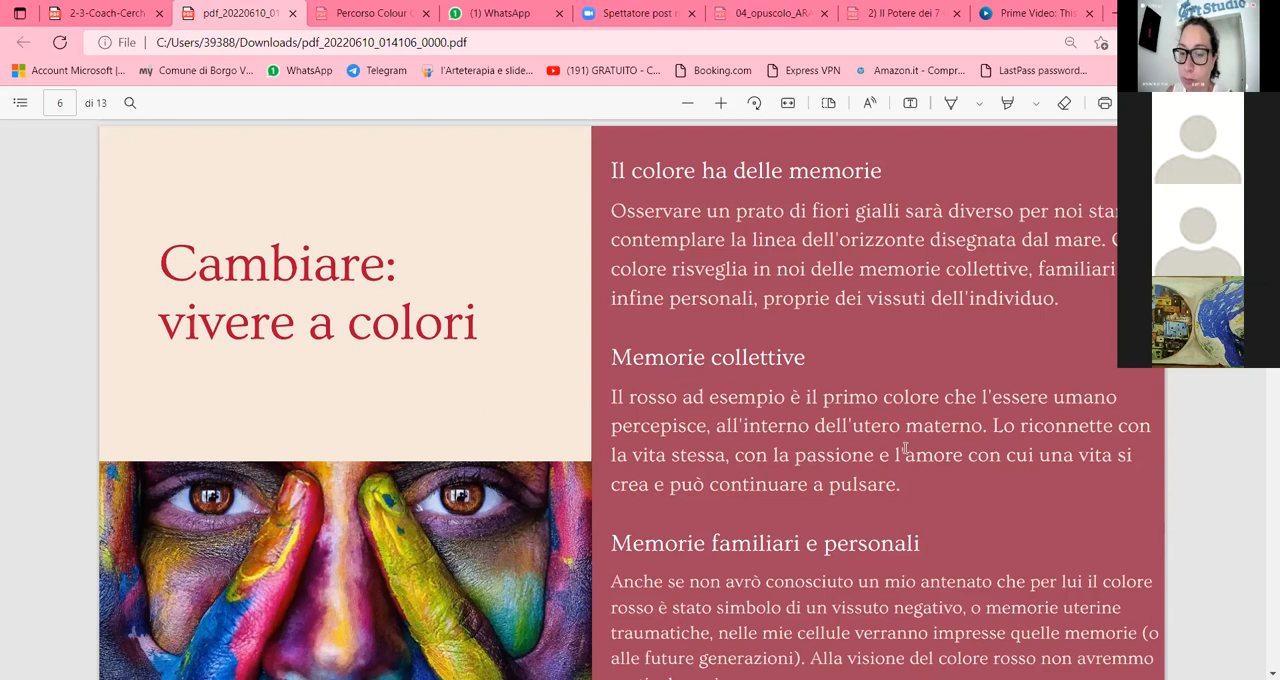 2-3-Coach-Cerch
pdf_20220610_01
Percorso Colour
(1) WhatsApp
Spettatore post
04_opuscolo_ARA
2) Il Potere dei 7
Prime Video: Thi
File
C:/Users/39388/Downloads/pdf_20220610_014106_0000.pdf
Account Microsoft |...
Comune di Borgo V...
WhatsApp
Telegram
l'Arteterapia e slide...
(191) GRATUITO - C...
Booking.com
Express VPN
Amazon.it - Compr...
LastPass password...
6 di 13
Cambiare:
vivere a colori
Il colore ha delle memorie
Osservare un prato di fiori gialli sarà diverso per noi
contemplare la linea dell'orizzonte disegnata dal mare.
colore risveglia in noi delle memorie collettive, familiari
infine personali, proprie dei vissuti dell'individuo.
Memorie collettive
Il rosso ad esempio è il primo colore che l'essere umano
percepisce, all'interno dell'utero materno. Lo riconnette con
la vita stessa, con la passione e l'amore con cui una vita si
crea e può continuare a pulsare.
Memorie familiari e personali
Anche se non avrò conosciuto un mio antenato che per lui il colore
rosso è stato simbolo di un vissuto negativo, o memorie uterine
traumatiche, nelle mie cellule verranno impresse quelle memorie (o
alle future generazioni). Alla visione del colore rosso non avremmo